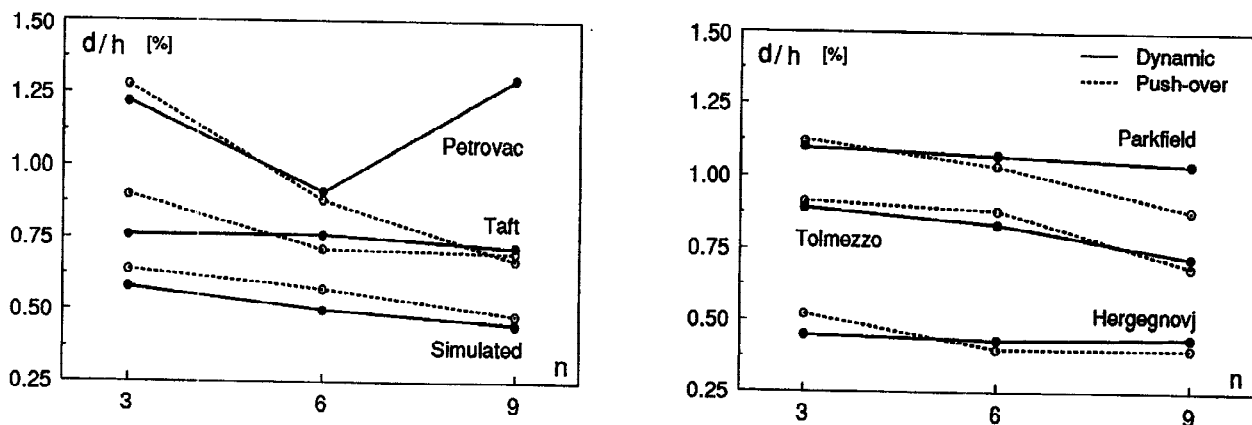 1.50
d/h [%]
1.25
Petrovac
1.00
Taft
0.75
0.50
Simulated
n
0.25
3 6 9
1.50
d/h [%]
Dynamic
Push-over
1.25
Parkfield
1.00
Tolmezzo
0.75
0.50
Hergegnovj
n
0.25
3 6 9